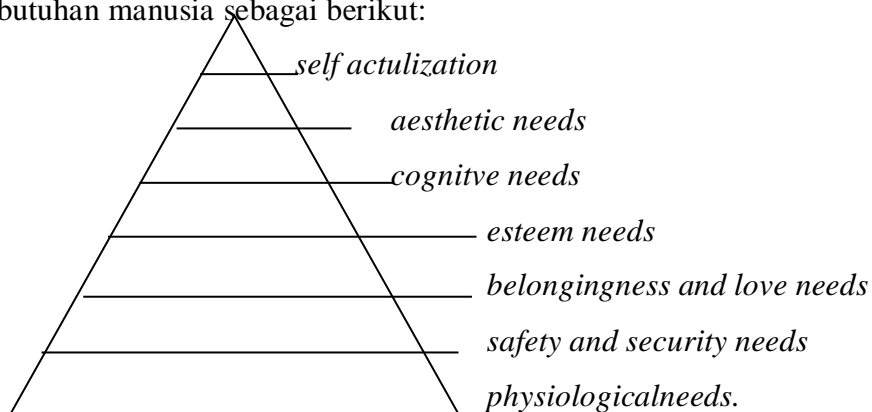 butuhan manusia sebagai berikut:
self actulization
aesthetic needs
cognitve needs
esteem needs
belongingness and love needs
safety and security needs
physiologicalneeds.